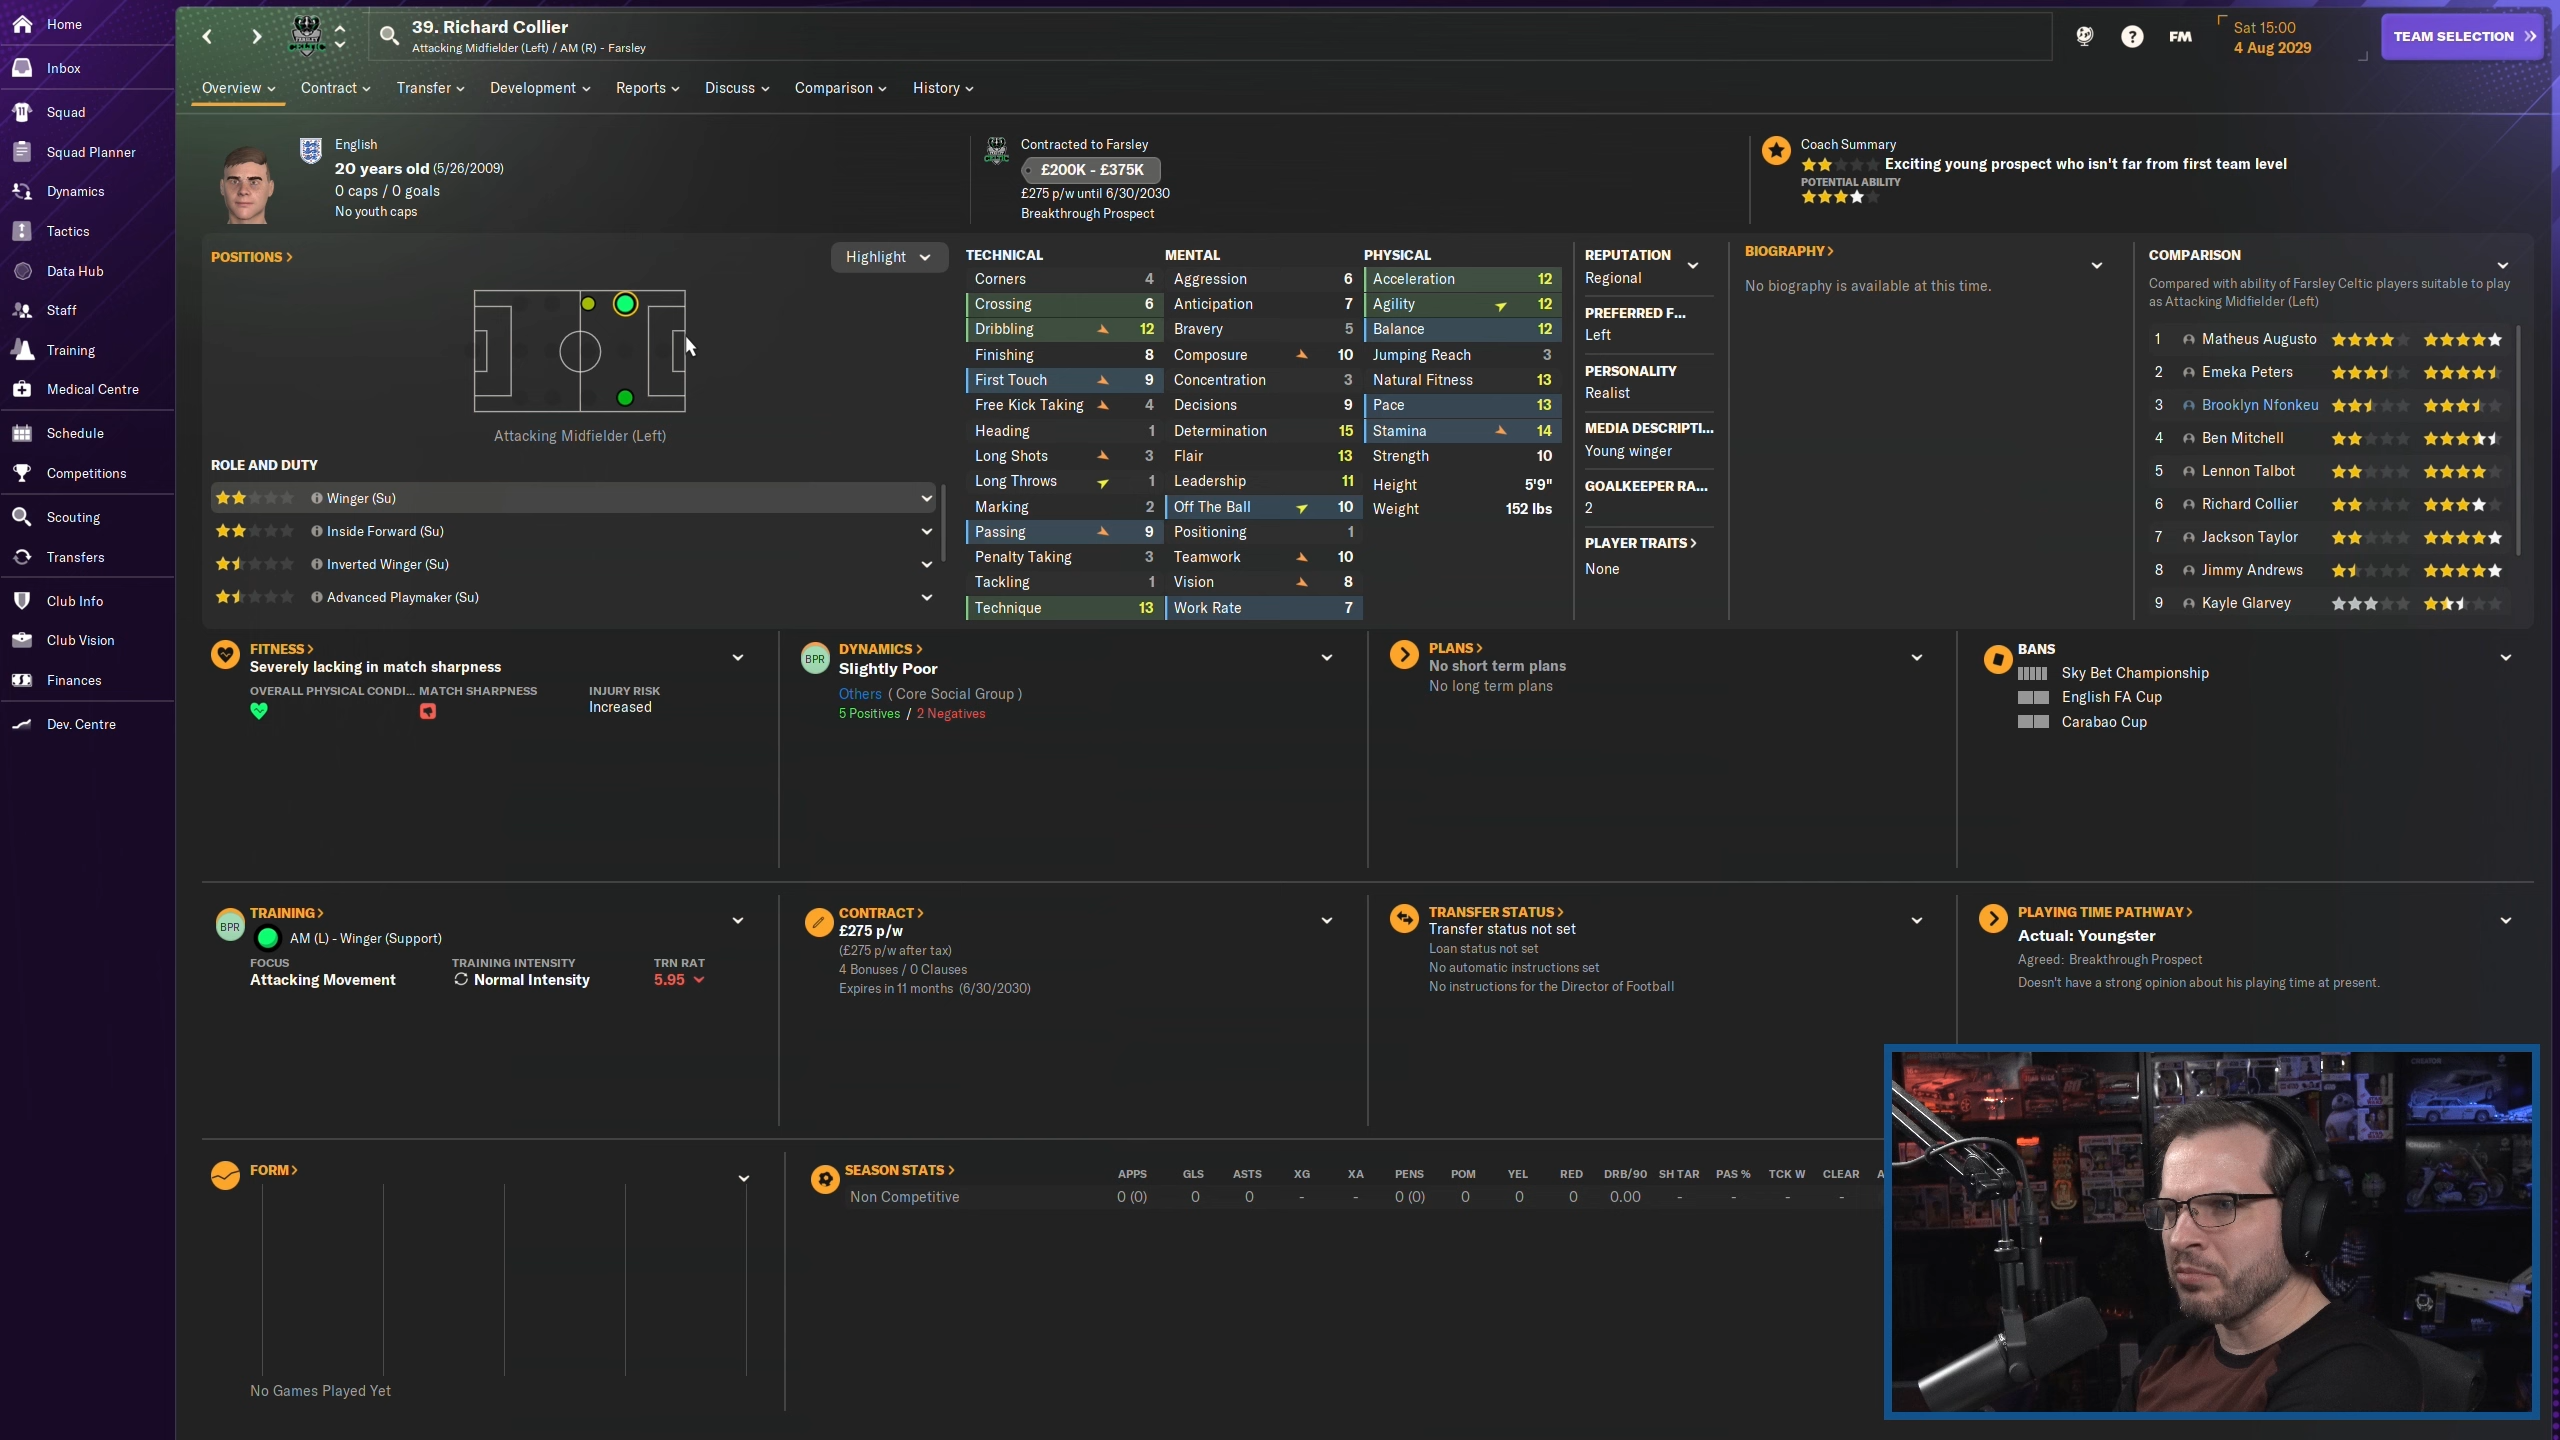 Home
Inbox
Squad
Squad Planner
Dynamics
Tactics
Data Hub
Staff
Training
Medical Centre
Schedule
Competitions
Scouting
Transfers
Club Info
Club Vision
Finances
Dev. Centre
39. Richard Collier
Attacking Midfielder (Left) / AM (R) - Farsley
FM
Sat 15:00
4 Aug 2029
TEAM SELECTION
Overview
Contract
Transfer
Development
Reports
Discuss
Comparison
History
English
20 years old (5/26/2009)
0 caps / 0 goals
No youth caps
Contracted to Farsley
£200K - £375K
£275 p/w until 6/30/2030
Breakthrough Prospect
Coach Summary
Exciting young prospect who isn't far from first team level
POTENTIAL ABILITY
POSITIONS
Highlight
Attacking Midfielder (Left)
ROLE AND DUTY
Winger (Su)
Inside Forward (Su)
Inverted Winger (Su)
Advanced Playmaker (Su)
TECHNICAL
Corners 4
Crossing 6
Dribbling 12
Finishing 8
First Touch 9
Free Kick Taking 4
Heading 1
Long Shots 3
Long Throws 1
Marking 2
Passing 9
Penalty Taking 3
Tackling 1
Technique 13
MENTAL
Aggression 6
Anticipation 7
Bravery 5
Composure 10
Concentration 3
Decisions 9
Determination 15
Flair 13
Leadership 11
Off The Ball 10
Positioning 1
Teamwork 10
Vision 8
Work Rate 7
PHYSICAL
Acceleration 12
Agility 12
Balance 12
Jumping Reach 3
Natural Fitness 13
Pace 13
Stamina 14
Strength 10
Height 5'9"
Weight 152 lbs
REPUTATION
Regional
PREFERRED F...
Left
PERSONALITY
Realist
MEDIA DESCRIPTI...
Young winger
GOALKEEPER RA...
2
PLAYER TRAITS
None
BIOGRAPHY
No biography is available at this time.
COMPARISON
Compared with ability of Farsley Celtic players suitable to play
as Attacking Midfielder (Left)
1 Matheus Augusto
2 Emeka Peters
3 Brooklyn Nfonkeu
4 Ben Mitchell
5 Lennon Talbot
6 Richard Collier
7 Jackson Taylor
8 Jimmy Andrews
9 Kayle Glarvey
FITNESS
Severely lacking in match sharpness
OVERALL PHYSICAL CONDI... MATCH SHARPNESS INJURY RISK
Increased
BPR
DYNAMICS
Slightly Poor
Others ( Core Social Group )
5 Positives / 2 Negatives
PLANS
No short term plans
No long term plans
BANS
Sky Bet Championship
English FA Cup
Carabao Cup
BPR
TRAINING
AM (L) - Winger (Support)
FOCUS TRAINING INTENSITY TRN RAT
Attacking Movement Normal Intensity 5.95
CONTRACT
£275 p/w
(£275 p/w after tax)
4 Bonuses / 0 Clauses
Expires in 11 months (6/30/2030)
TRANSFER STATUS
Transfer status not set
Loan status not set
No automatic instructions set
No instructions for the Director of Football
PLAYING TIME PATHWAY
Actual: Youngster
Agreed: Breakthrough Prospect
Doesn't have a strong opinion about his playing time at present.
FORM
No Games Played Yet
SEASON STATS APPS GLS ASTS XG XA PENS POM YEL RED DRB/90 SH TAR PAS % TCK W CLEAR A
Non Competitive 0 (0) 0 0 - - 0 (0) 0 0 0 0.00 - - - -